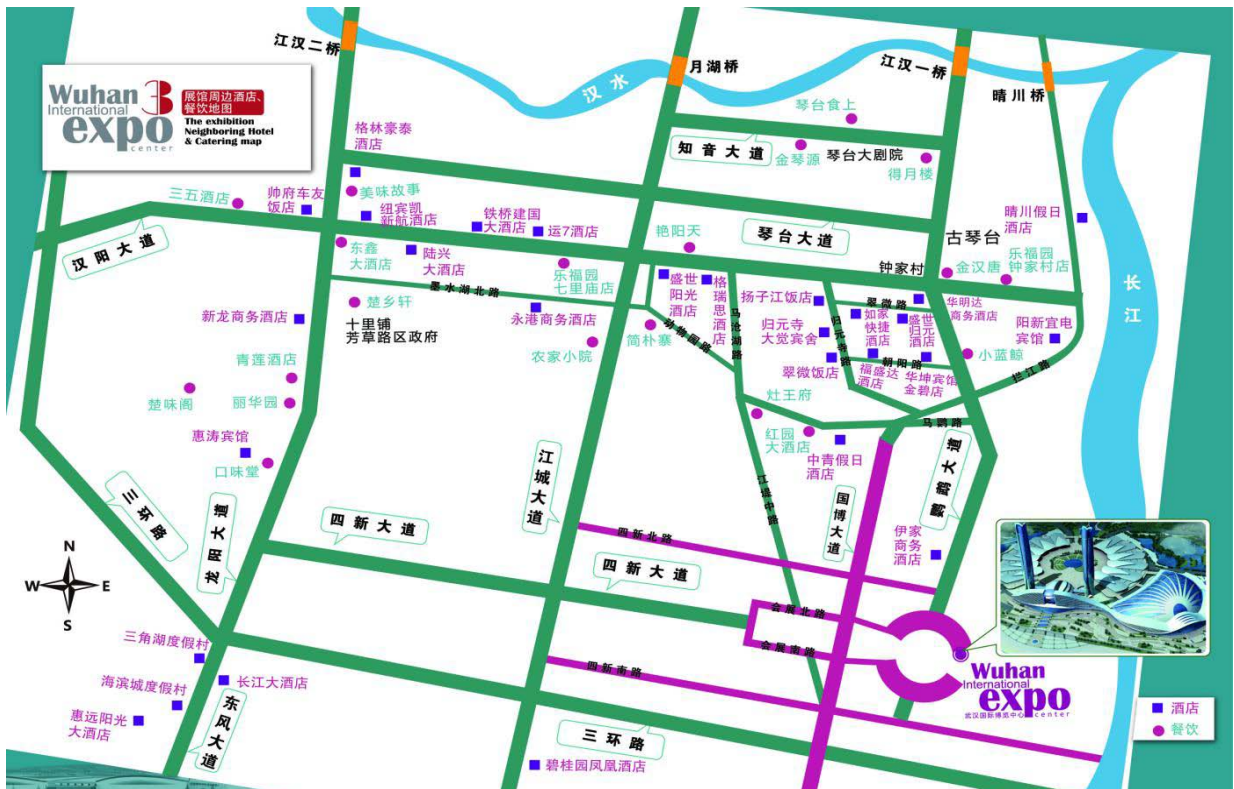 江汉二桥
月湖桥
江汉一桥
晴川桥
汉水
Wuhan 3
International
expo
center
展馆周边酒店、
餐饮地图
The exhibition
Neighboring Hotel
& Catering map
格林豪泰
酒店
琴台食上
知音大道
金琴源
琴台大剧院
得月楼
三五酒店
帅府车友
饭店
美味故事
纽宾凯
新航酒店
铁桥建国
大酒店
运7酒店
艳阳天
琴台大道
古琴台
晴川假日
酒店
汉阳大道
东鑫
大酒店
陆兴
大酒店
乐福园
七里庙店
钟家村
金汉唐
乐福园
钟家村店
长江
墨水湖北路
楚乡轩
十里铺
芳草路区政府
永港商务酒店
农家小院
简朴寨
动物园路
盛世
阳光
酒店
格瑞思酒店
马沧湖路
扬子江饭店
归元寺
大觉宾舍
翠微饭店
归元寺路
翠微路
如家
快捷
酒店
盛世
归元
酒店
华明达
商务酒店
朝阳路
福盛达
酒店
华坤宾馆
金碧店
小蓝鲸
阳新宜电
宾馆
拦江路
新龙商务酒店
青莲酒店
楚味阁
丽华园
惠涛宾馆
口味堂
灶王府
红园
大酒店
中青假日
酒店
马鹦路
鹦鹉大道
国博大道
江堤中路
江城大道
三环路
龙阳大道
四新大道
四新北路
四新大道
伊家
商务
酒店
会展北路
会展南路
四新南路
N
W
E
S
三角湖度假村
长江大酒店
海滨城度假村
惠远阳光
大酒店
东风大道
三环路
碧桂园凤凰酒店
Wuhan
International
expo
武汉国际博览中心 center
酒店
餐饮